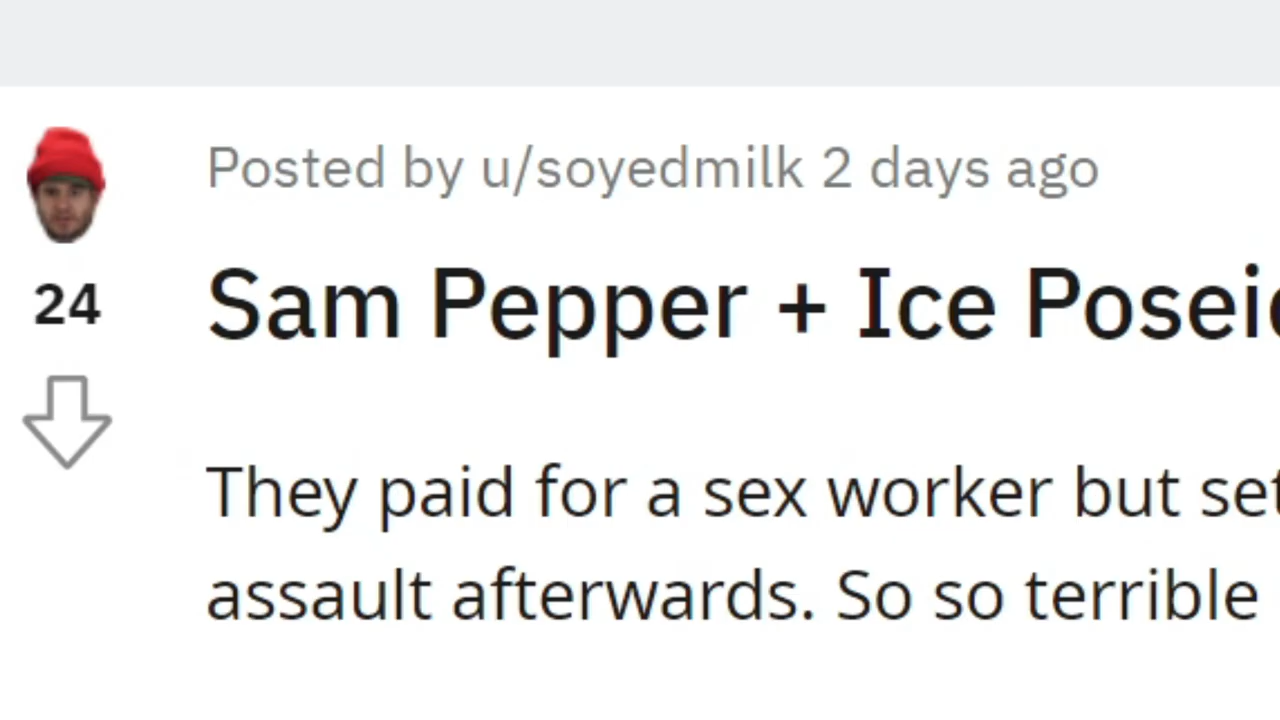 Posted by u/soyedmilk 2 days ago
24
Sam Pepper + Ice
They paid for a sex worker but
assault afterwards. So so terrible